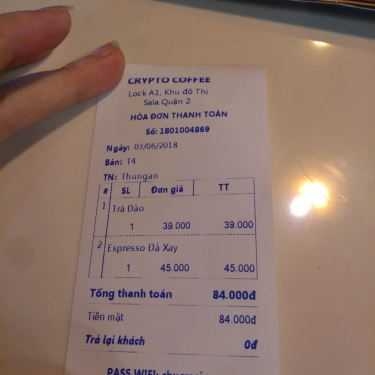 CRYPTO COFFEE
Lock A2, Khu đô Thị
Sala Quận 2
HÓA ĐƠN THANH TOÁN
Số: 1801004869
Ngày: 03/06/2018
Bàn: 14
TN: Thungan
# SL Đơn giá TT
1 Trà Đào
1 39.000 39.000
2 Espresso Đá Xay
1 45.000 45.000
Tổng thanh toán 84.000đ
Tiền mặt 84.000đ
Trả lại khách 0đ
PASS WIFI: